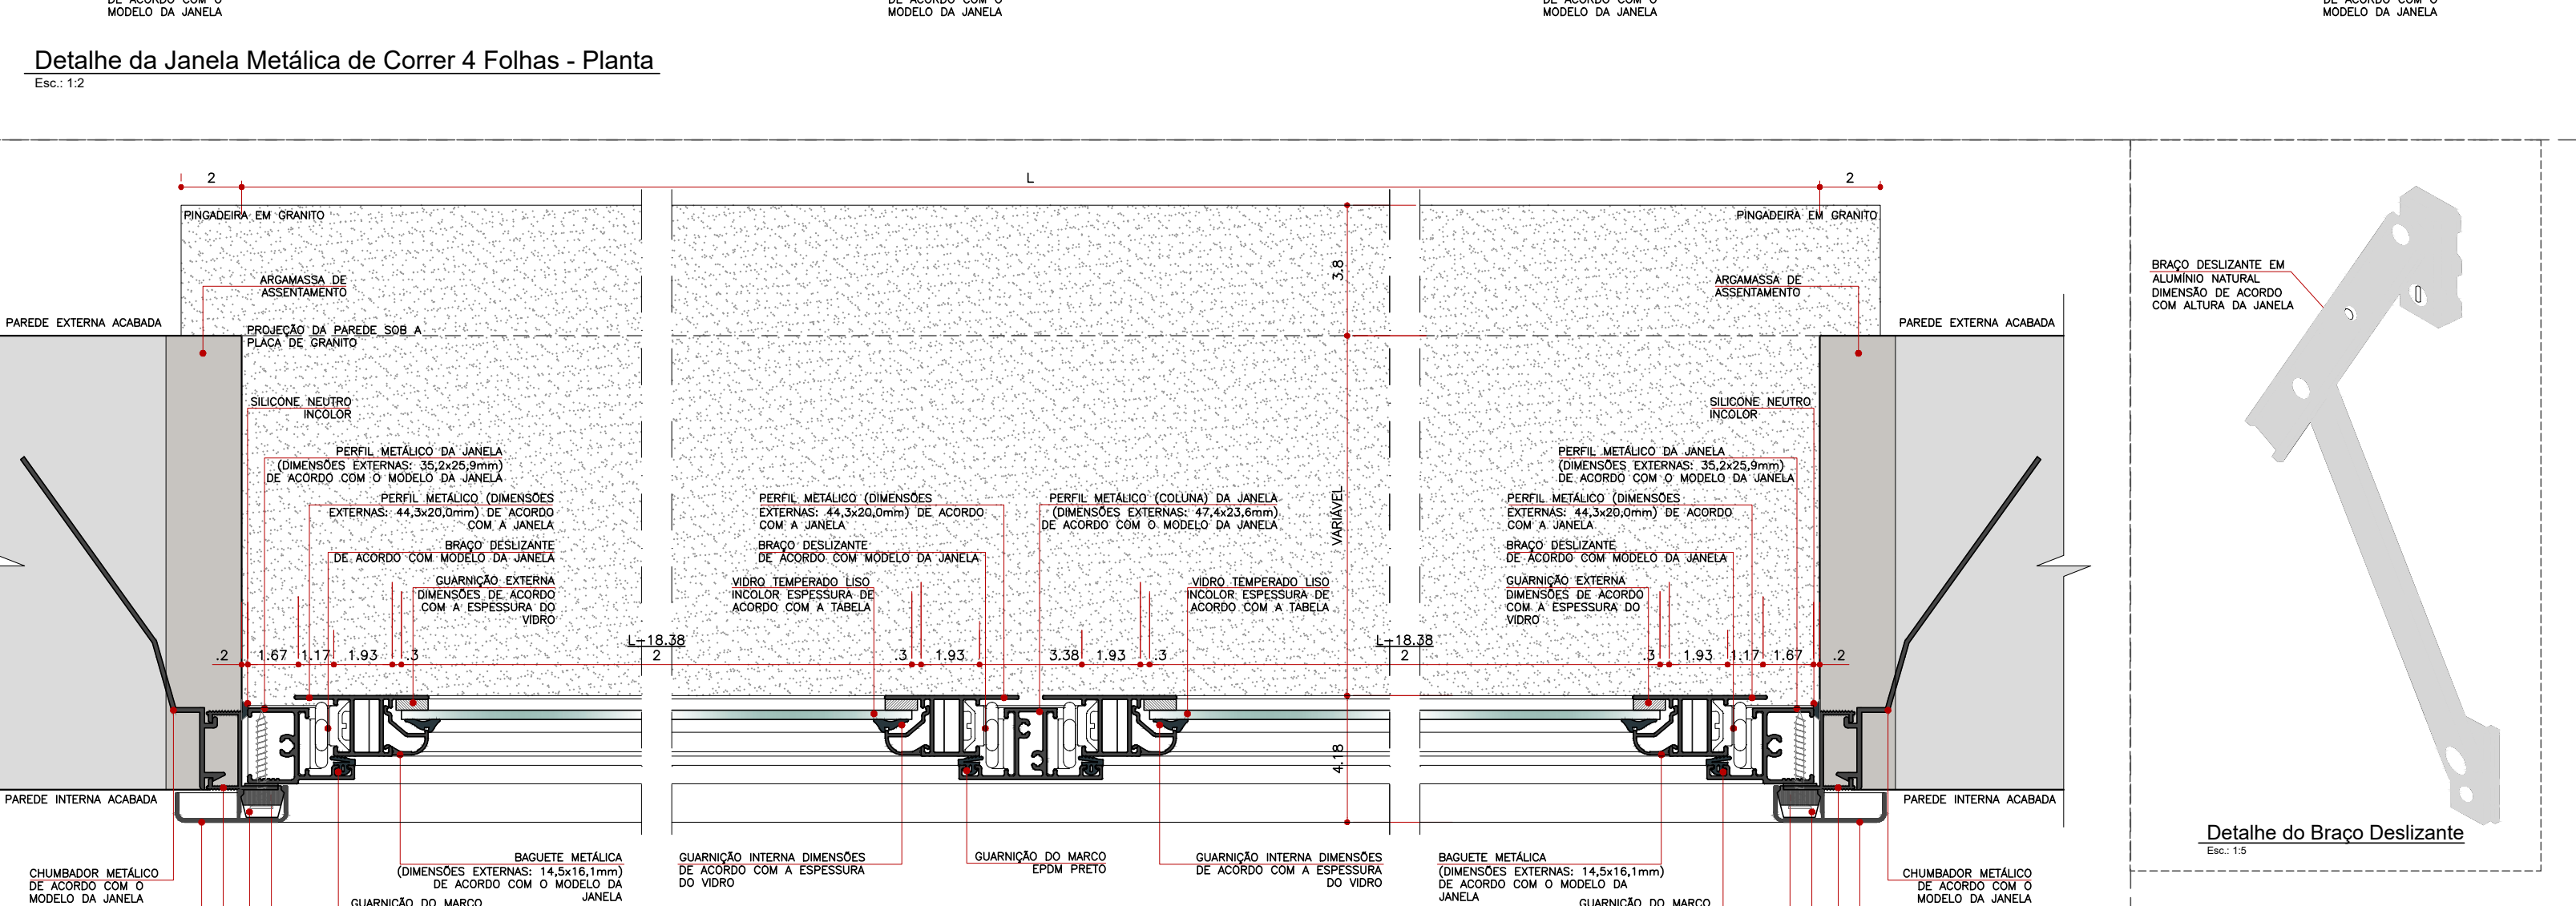 DE ACORDO COM O
MODELO DA JANELA
DE ACORDO COM O
MODELO DA JANELA
DE ACORDO COM O
MODELO DA JANELA
DE ACORDO COM O
MODELO DA JANELA
Detalhe da Janela Metálica de Correr 4 Folhas - Planta
Esc.: 1:2
2
L
2
PINGADEIRA EM GRANITO
PINGADEIRA EM GRANITO
3.8
ARGAMASSA DE
ASSENTAMENTO
ARGAMASSA DE
ASSENTAMENTO
PAREDE EXTERNA ACABADA
PAREDE EXTERNA ACABADA
PROJEÇÃO DA PAREDE SOB A
PLACA DE GRANITO
SILICONE NEUTRO
INCOLOR
SILICONE NEUTRO
INCOLOR
PERFIL METÁLICO DA JANELA
(DIMENSÕES EXTERNAS: 35,2x25,9mm)
DE ACORDO COM O MODELO DA JANELA
PERFIL METÁLICO (DIMENSÕES
EXTERNAS: 44,3x20,0mm) DE ACORDO
COM A JANELA
BRAÇO DESLIZANTE
DE ACORDO COM MODELO DA JANELA
GUARNIÇÃO EXTERNA
DIMENSÕES DE ACORDO
COM A ESPESSURA DO
VIDRO
PERFIL METÁLICO (DIMENSÕES
EXTERNAS: 44,3x20,0mm) DE ACORDO
COM A JANELA
BRAÇO DESLIZANTE
DE ACORDO COM MODELO DA JANELA
VIDRO TEMPERADO LISO
INCOLOR ESPESSURA DE
ACORDO COM A TABELA
PERFIL METÁLICO (COLUNA) DA JANELA
(DIMENSÕES EXTERNAS: 47,4x23,6mm)
DE ACORDO COM O MODELO DA JANELA
VIDRO TEMPERADO LISO
INCOLOR ESPESSURA DE
ACORDO COM A TABELA
VARIÁVEL
PERFIL METÁLICO DA JANELA
(DIMENSÕES EXTERNAS: 35,2x25,9mm)
DE ACORDO COM O MODELO DA JANELA
PERFIL METÁLICO (DIMENSÕES
EXTERNAS: 44,3x20,0mm) DE ACORDO
COM A JANELA
BRAÇO DESLIZANTE
DE ACORDO COM MODELO DA JANELA
GUARNIÇÃO EXTERNA
DIMENSÕES DE ACORDO
COM A ESPESSURA DO
VIDRO
.2 1.67 1.17 1.93 .3
L-18.38
2
.3 1.93 3.38 1.93 .3
L-18.38
2
.3 1.93 1.17 1.67 .2
4.18
PAREDE INTERNA ACABADA
PAREDE INTERNA ACABADA
CHUMBADOR METÁLICO
DE ACORDO COM O
MODELO DA JANELA
BAGUETE METÁLICA
(DIMENSÕES EXTERNAS: 14,5x16,1mm)
DE ACORDO COM O MODELO DA
JANELA
GUARNIÇÃO DO MARCO
GUARNIÇÃO INTERNA DIMENSÕES
DE ACORDO COM A ESPESSURA
DO VIDRO
GUARNIÇÃO DO MARCO
EPDM PRETO
GUARNIÇÃO INTERNA DIMENSÕES
DE ACORDO COM A ESPESSURA
DO VIDRO
BAGUETE METÁLICA
(DIMENSÕES EXTERNAS: 14,5x16,1mm)
DE ACORDO COM O MODELO DA
JANELA
GUARNIÇÃO DO MARCO
CHUMBADOR METÁLICO
DE ACORDO COM O
MODELO DA JANELA
BRAÇO DESLIZANTE EM
ALUMÍNIO NATURAL
DIMENSÃO DE ACORDO
COM ALTURA DA JANELA
Detalhe do Braço Deslizante
Esc.: 1:5